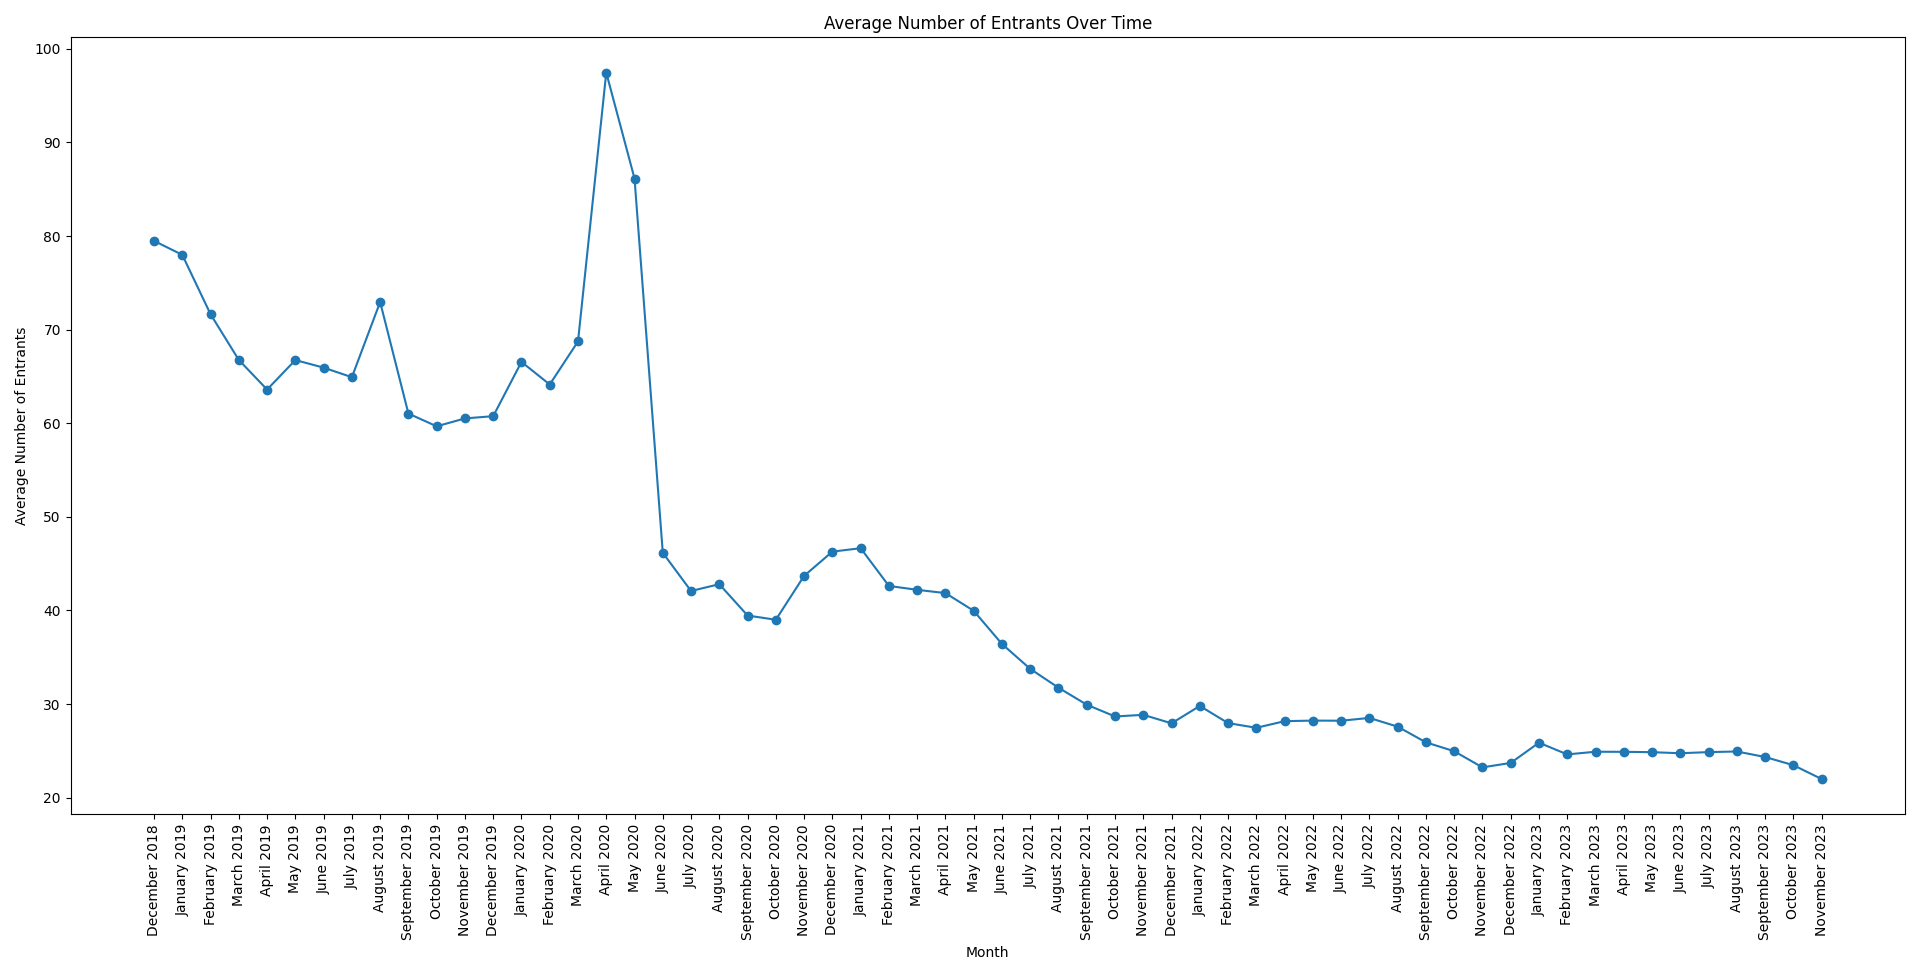 Average Number of Entrants Over Time
Average Number of Entrants
100
90
80
70
60
50
40
30
20
December 2018
January 2019
February 2019
March 2019
April 2019
May 2019
June 2019
July 2019
August 2019
September 2019
October 2019
November 2019
December 2019
January 2020
February 2020
March 2020
April 2020
May 2020
June 2020
July 2020
August 2020
September 2020
October 2020
November 2020
December 2020
January 2021
February 2021
March 2021
April 2021
May 2021
June 2021
July 2021
August 2021
September 2021
October 2021
November 2021
December 2021
January 2022
February 2022
March 2022
April 2022
May 2022
June 2022
July 2022
August 2022
September 2022
October 2022
November 2022
December 2022
January 2023
February 2023
March 2023
April 2023
May 2023
June 2023
July 2023
August 2023
September 2023
October 2023
November 2023
Month